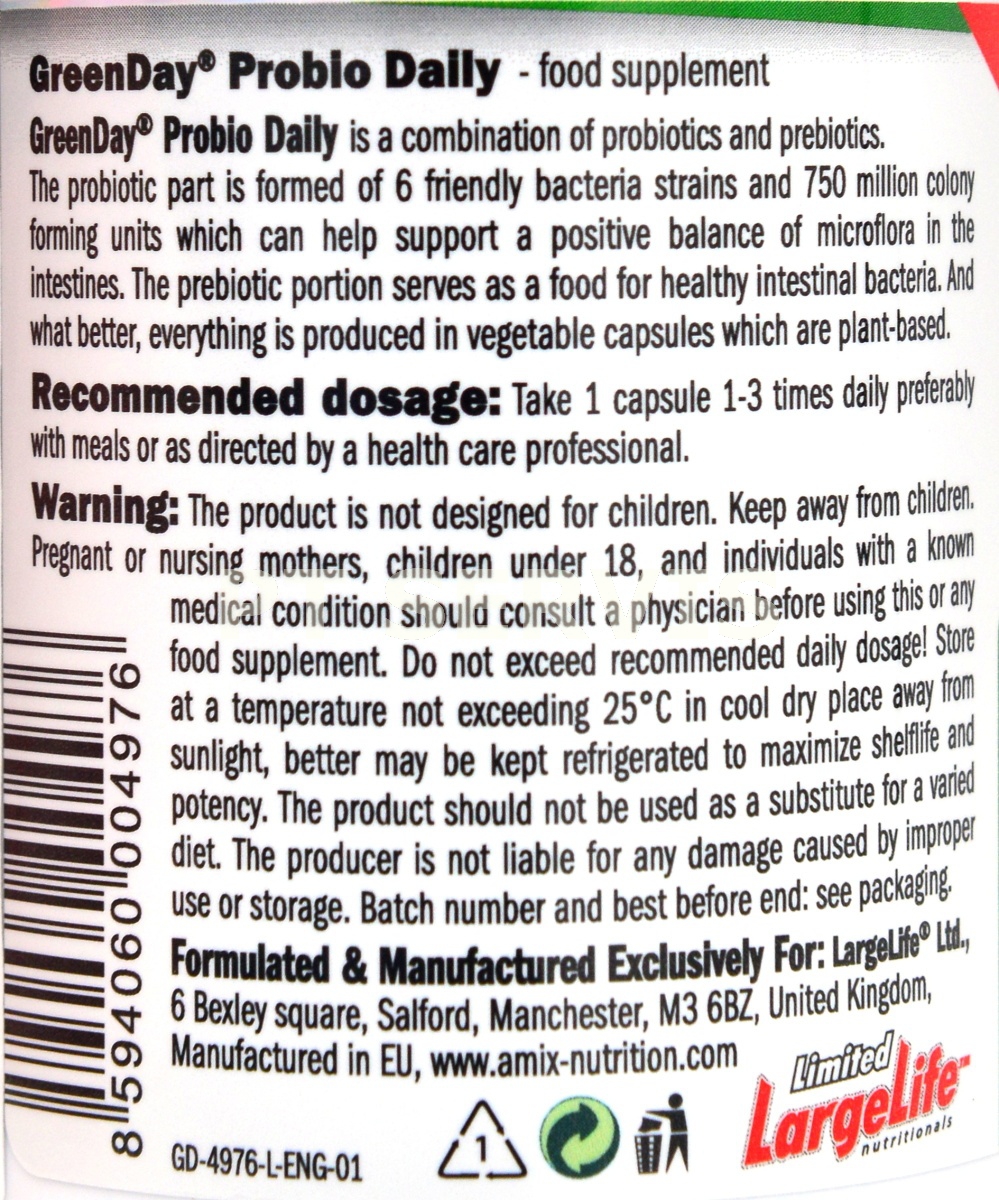 GreenDay® Probio Daily - food supplement
GreenDay® Probio Daily is a combination of probiotics and prebiotics.
The probiotic part is formed of 6 friendly bacteria strains and 750 million colony
forming units which can help support a positive balance of microflora in the
intestines. The prebiotic portion serves as a food for healthy intestinal bacteria. And
what better, everything is produced in vegetable capsules which are plant-based.
Recommended dosage: Take 1 capsule 1-3 times daily preferably
with meals or as directed by a health care professional.
Warning: The product is not designed for children. Keep away from children.
Pregnant or nursing mothers, children under 18, and individuals with a known
medical condition should consult a physician before using this or any
food supplement. Do not exceed recommended daily dosage! Store
at a temperature not exceeding 25°C in cool dry place away from
sunlight, better may be kept refrigerated to maximize shelflife and
potency. The product should not be used as a substitute for a varied
diet. The producer is not liable for any damage caused by improper
use or storage. Batch number and best before end: see packaging.
Formulated & Manufactured Exclusively For: LargeLife® Ltd.,
6 Bexley square, Salford, Manchester, M3 6BZ, United Kingdom,
Manufactured in EU, www.amix-nutrition.com
Limited
LargeLife™
nutritionals
1
GD-4976-L-ENG-01
8 594060 004976